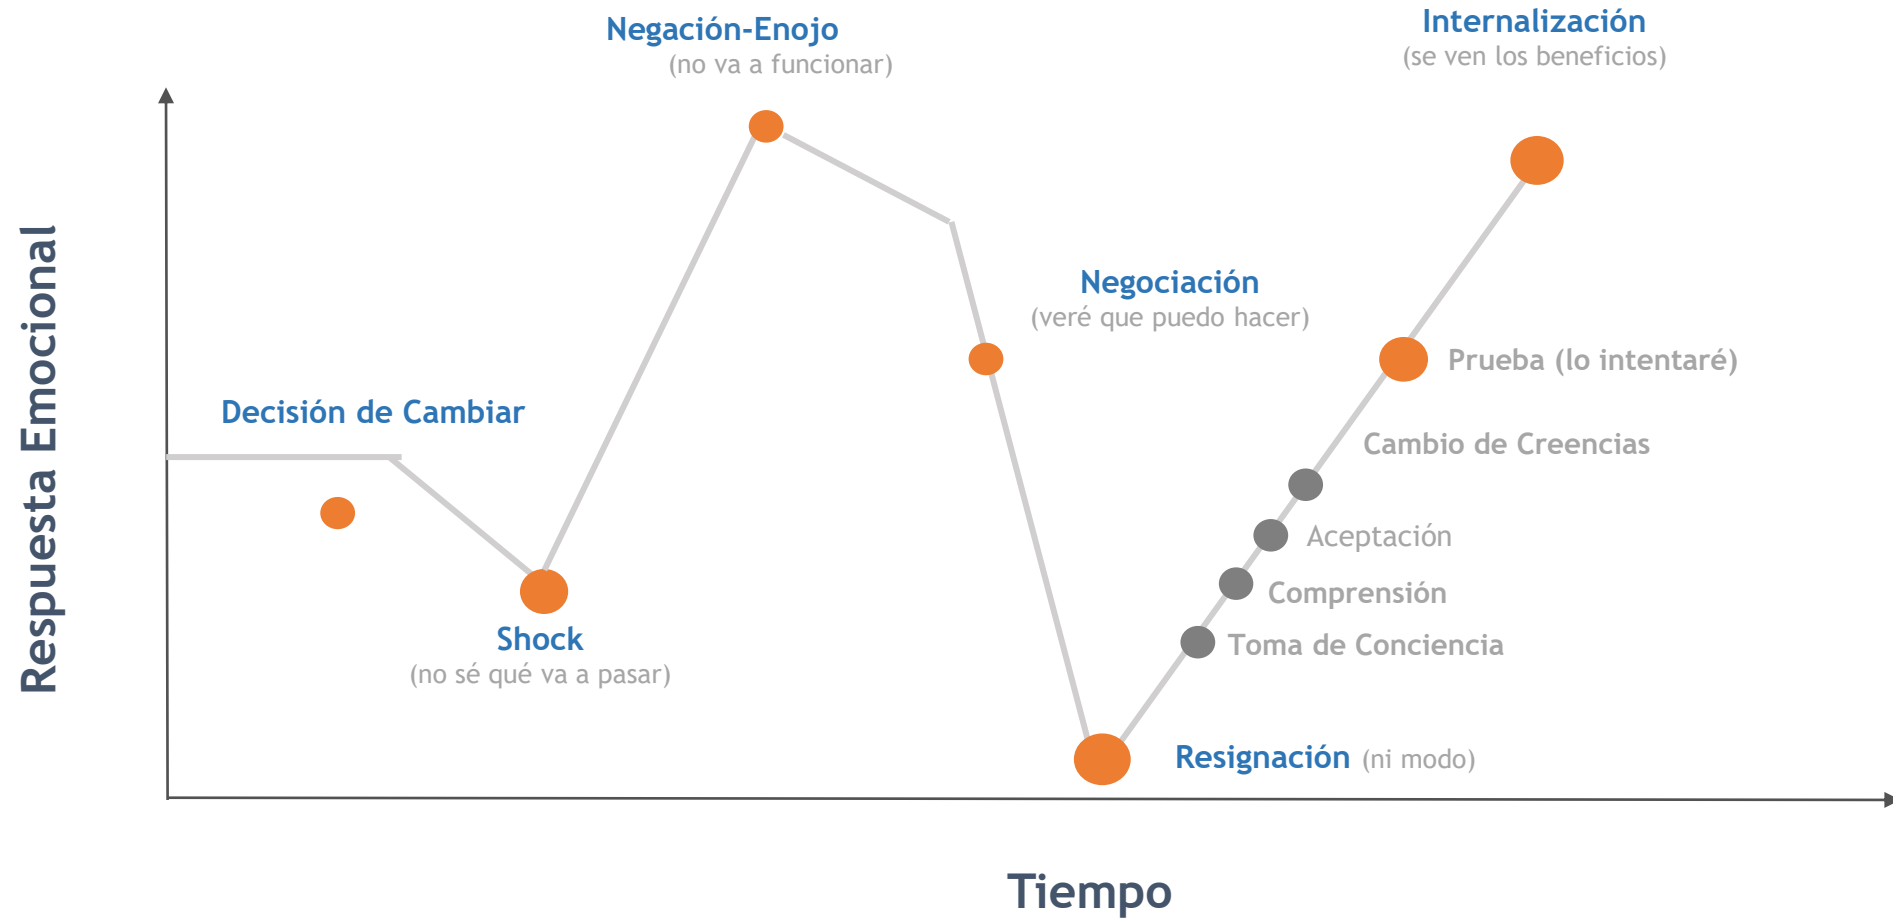 Negación-Enojo
(no va a funcionar)
Internalización
(se ven los beneficios)
Negociación
(veré que puedo hacer)
Prueba (lo intentaré)
Decisión de Cambiar
Cambio de Creencias
Aceptación
Comprensión
Shock
(no sé qué va a pasar)
Toma de Conciencia
Resignación (ni modo)
Respuesta Emocional
Tiempo